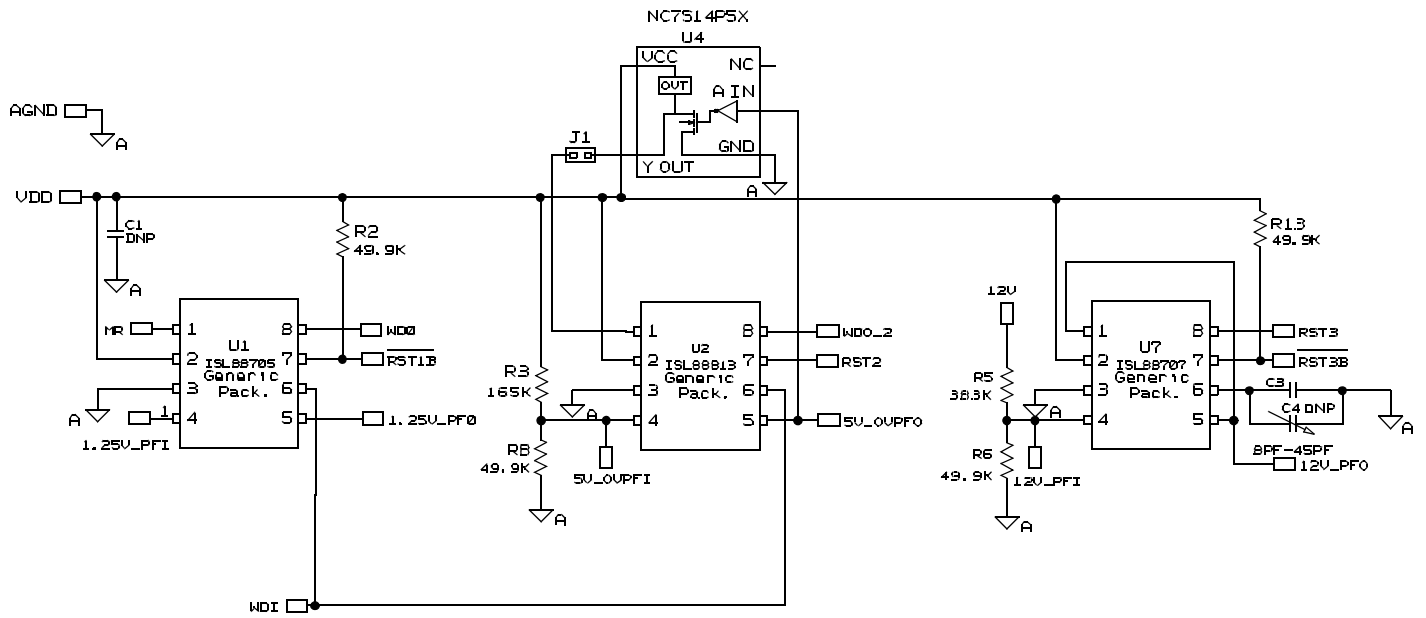 NC7S14P5X
U4
VCC
NC
OUT
A IN
GND
Y OUT
A
J1
AGND
A
VDD
C1
DNP
A
R2
49.9K
R13
49.9K
MR
1
2
3
4
U1
ISL88705
Generic
Pack.
8
7
6
5
WDO
RST1B
1.25V_PFO
A
1
1.25V_PFI
R3
165K
R8
49.9K
A
A
5V_OVPFI
1
2
3
4
U2
ISL88813
Generic
Pack.
8
7
6
5
WDO_2
RST2
5V_OVPFO
12V
R5
38.3K
R6
49.9K
A
A
12V_PFI
1
2
3
4
U7
ISL88707
Generic
Pack.
8
7
6
5
RST3
RST3B
C3
C4 DNP
8PF-45PF
12V_PFO
A
WDI